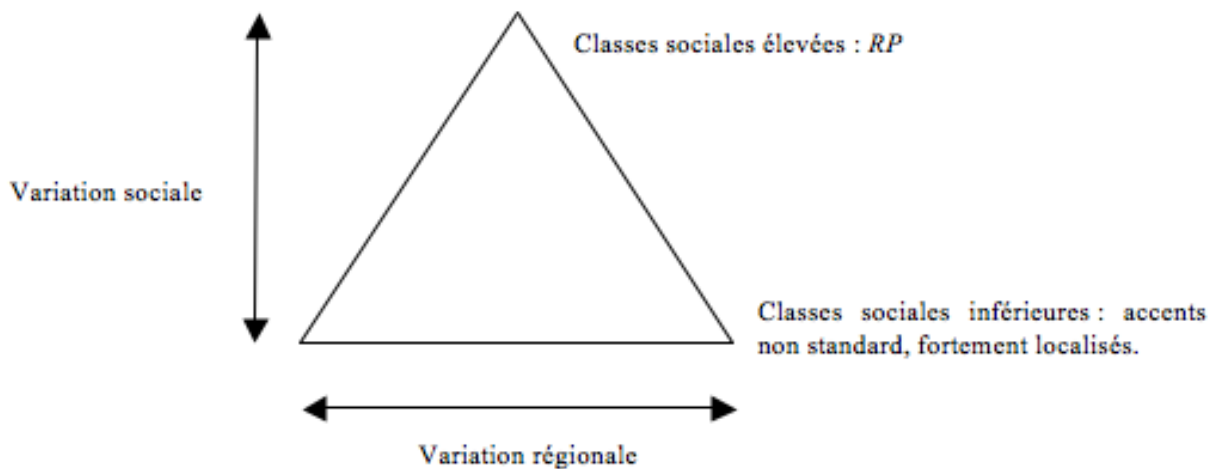 Classes sociales élevées : RP
Variation sociale
Classes sociales inférieures : accents
non standard, fortement localisés.
Variation régionale